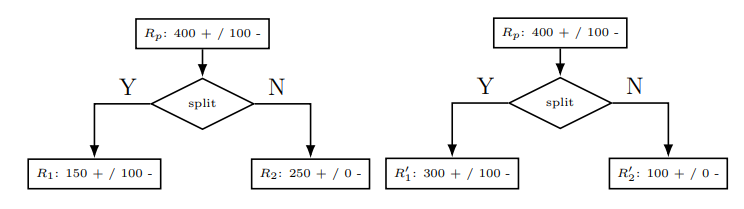 Rp: 400 + / 100 -
Y
split
N
R1: 150 + / 100 -
R2: 250 + / 0 -
Rp: 400 + / 100 -
Y
split
N
R′1: 300 + / 100 -
R′2: 100 + / 0 -